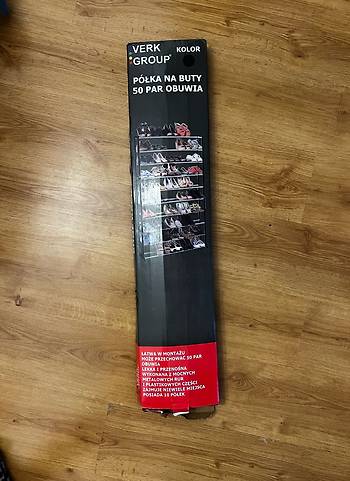 VERK
GROUP®
KOLOR
PÓŁKA NA BUTY
50 PAR OBUWIA
ŁATWA W MONTAŻU
MOŻE PRZECHOWAĆ 50 PAR
OBUWIA
LEKKA I PRZENOŚNA
WYKONANA Z MOCNYCH
METALOWYCH RUR
I PLASTIKOWYCH CZĘŚCI
ZAJMUJE NIEWIELE MIEJSCA
POSIADA 10 PÓŁEK